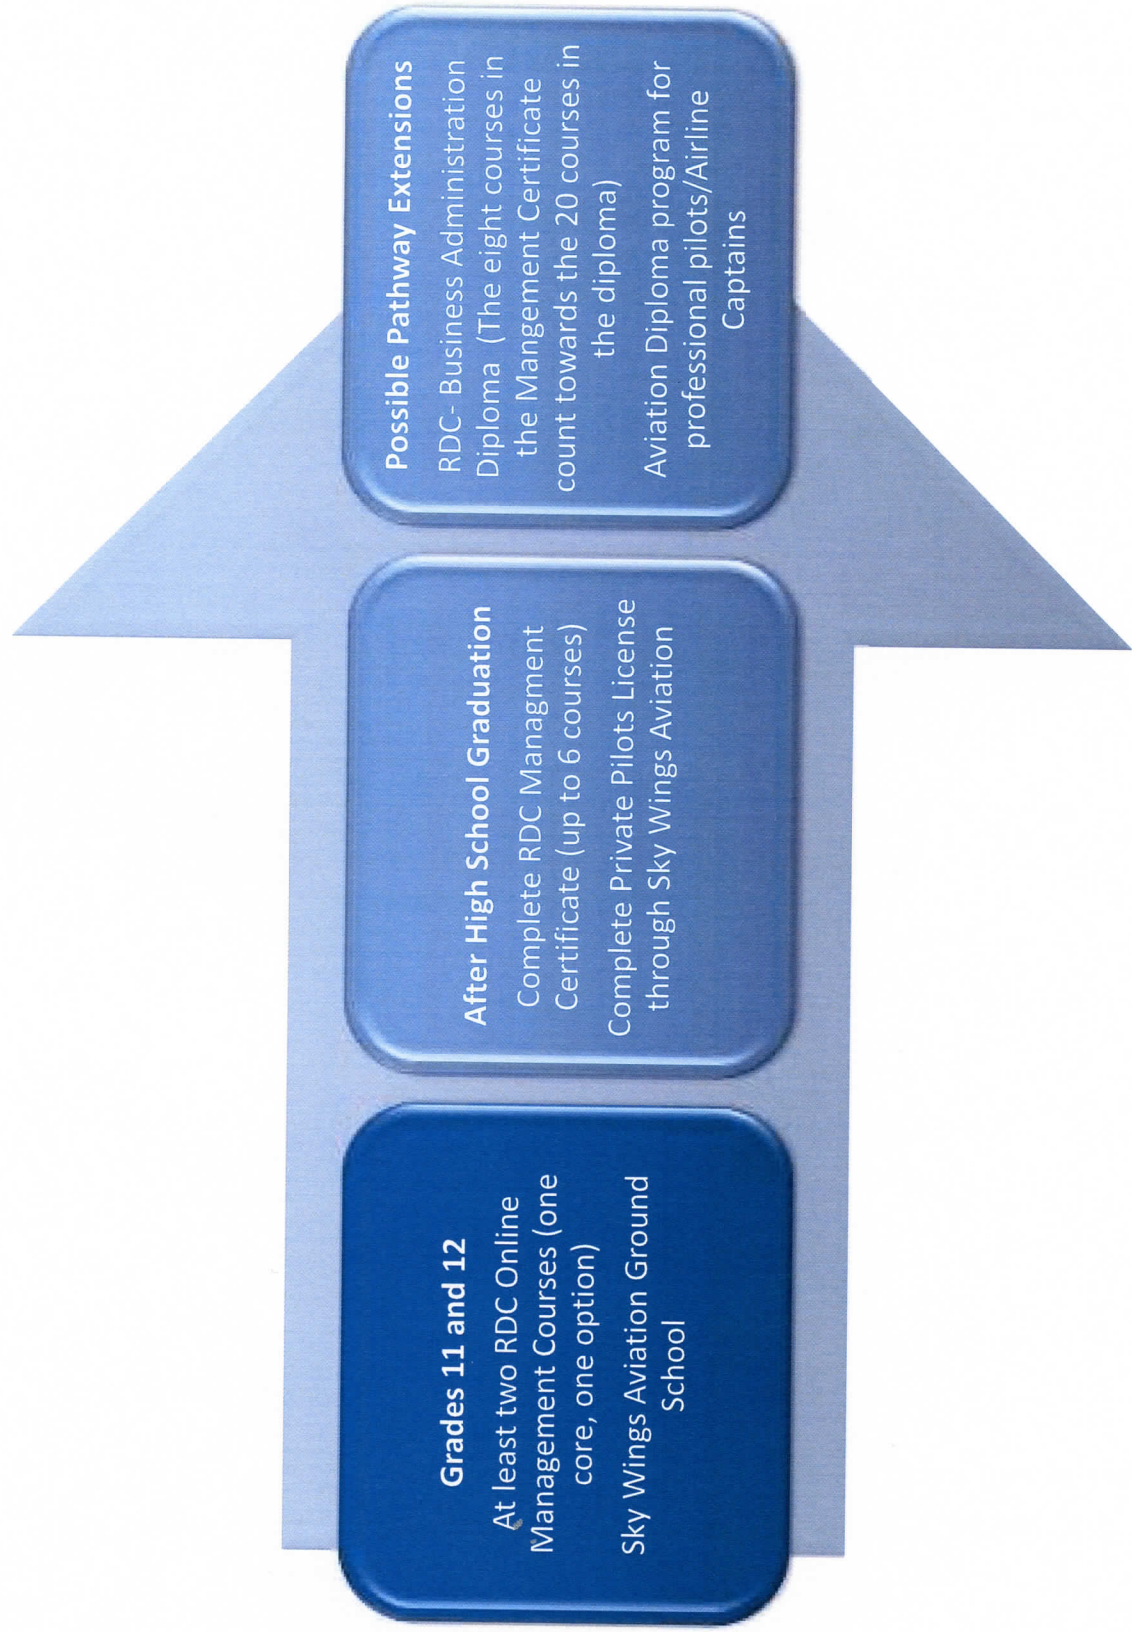 Grades 11 and 12
At least two RDC Online
Management Courses (one
core, one option)
Sky Wings Aviation Ground
School
After High School Graduation
Complete RDC Managment
Certificate (up to 6 courses)
Complete Private Pilots License
through Sky Wings Aviation
Possible Pathway Extensions
RDC- Business Administration
Diploma (The eight courses in
the Mangement Certificate
count towards the 20 courses in
the diploma)
Aviation Diploma program for
professional pilots/Airline
Captains